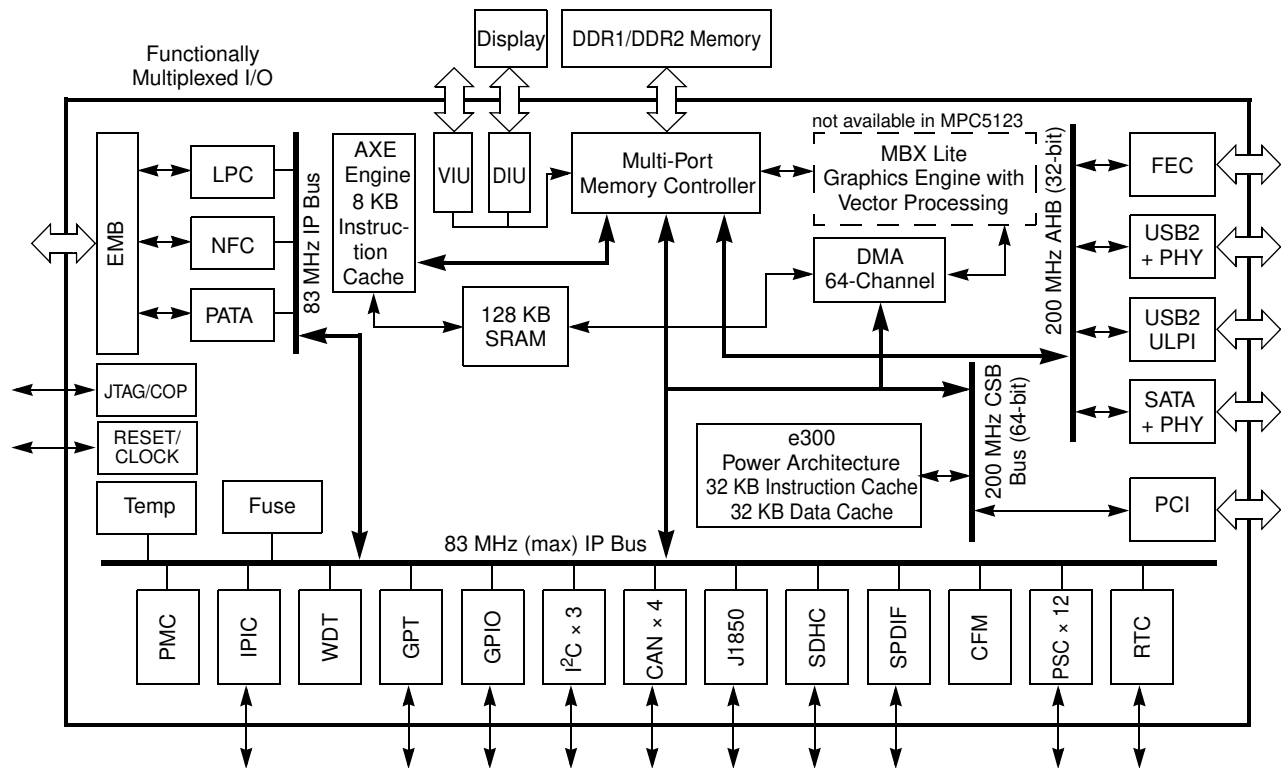 Functionally
Multiplexed I/O
Display
DDR1/DDR2 Memory
EMB
LPC
NFC
PATA
83 MHz IP Bus
AXE
Engine
8 KB
Instruc-
tion
Cache
VIU
DIU
Multi-Port
Memory Controller
not available in MPC5123
MBX Lite
Graphics Engine with
Vector Processing
DMA
64-Channel
128 KB
SRAM
200 MHz AHB (32-bit)
FEC
USB2
+ PHY
USB2
ULPI
SATA
+ PHY
PCI
JTAG/COP
RESET/
CLOCK
Temp
Fuse
e300
Power Architecture
32 KB Instruction Cache
32 KB Data Cache
200 MHz CSB
Bus (64-bit)
83 MHz (max) IP Bus
PMC
IPIC
WDT
GPT
GPIO
I²C × 3
CAN × 4
J1850
SDHC
SPDIF
CFM
PSC × 12
RTC